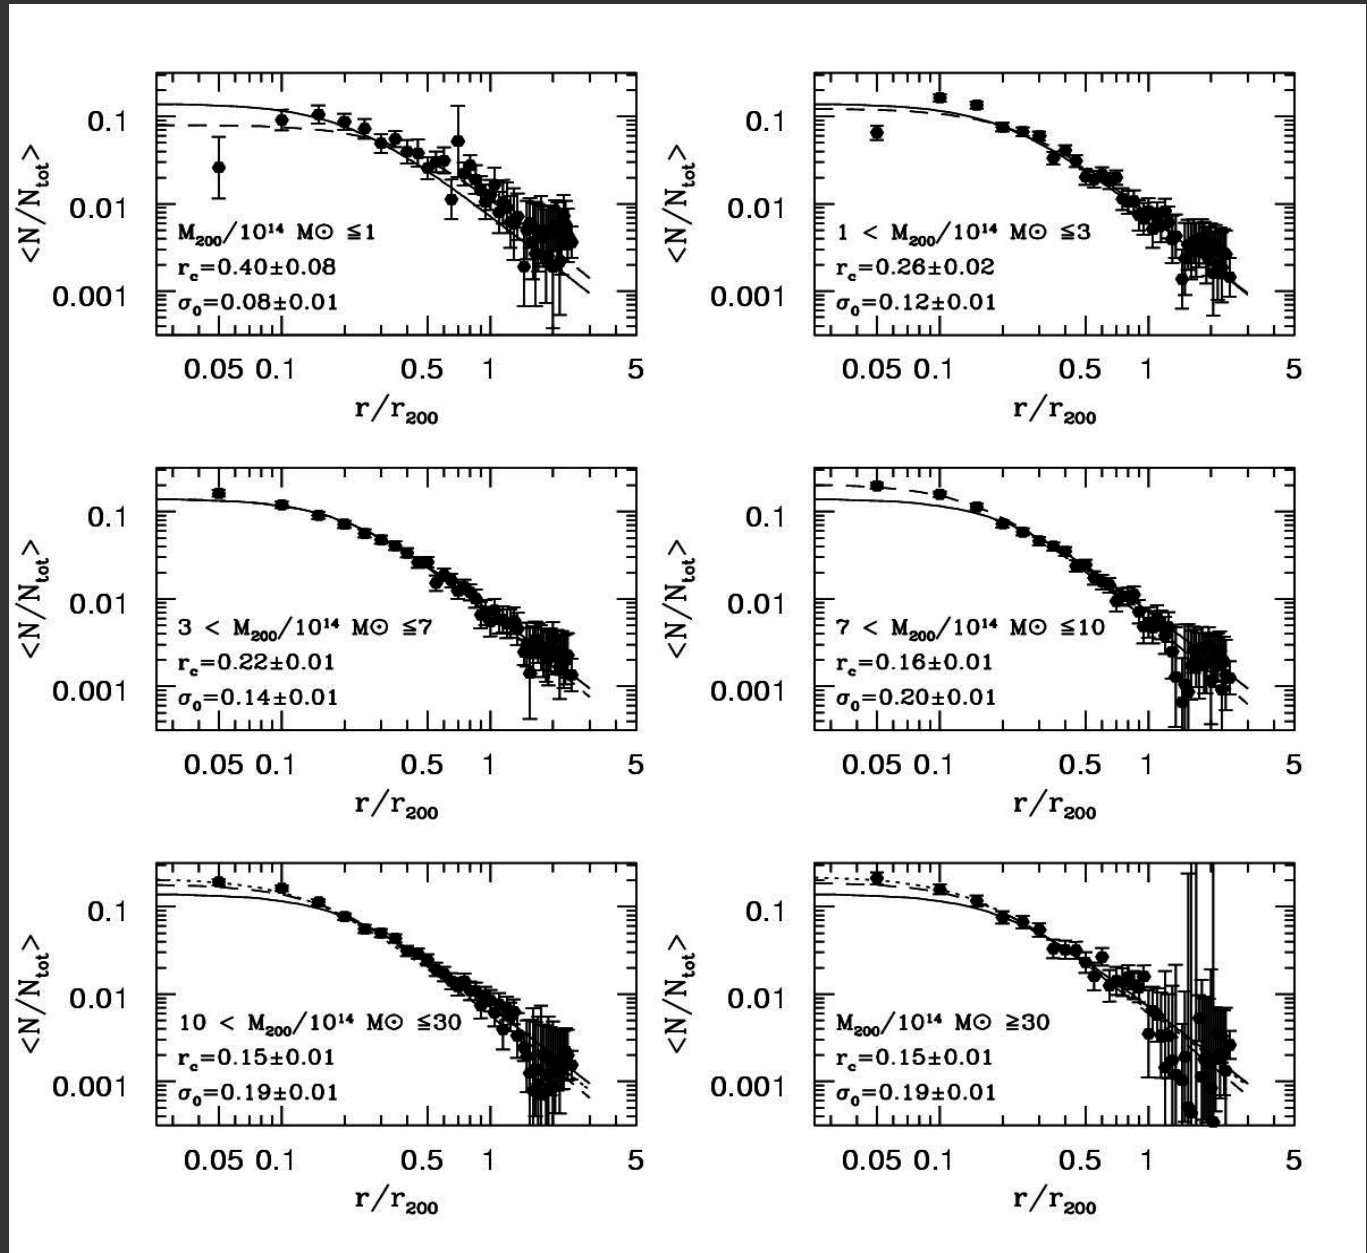 <N/Ntot>
0.1
0.01
0.001
M200/10¹⁴ M⊙ ≤1
rc=0.40±0.08
σ0=0.08±0.01
0.05 0.1 0.5 1 5
r/r200
<N/Ntot>
0.1
0.01
0.001
1 < M200/10¹⁴ M⊙ ≤3
rc=0.26±0.02
σ0=0.12±0.01
0.05 0.1 0.5 1 5
r/r200
<N/Ntot>
0.1
0.01
0.001
3 < M200/10¹⁴ M⊙ ≤7
rc=0.22±0.01
σ0=0.14±0.01
0.05 0.1 0.5 1 5
r/r200
<N/Ntot>
0.1
0.01
0.001
7 < M200/10¹⁴ M⊙ ≤10
rc=0.16±0.01
σ0=0.20±0.01
0.05 0.1 0.5 1 5
r/r200
<N/Ntot>
0.1
0.01
0.001
10 < M200/10¹⁴ M⊙ ≤30
rc=0.15±0.01
σ0=0.19±0.01
0.05 0.1 0.5 1 5
r/r200
<N/Ntot>
0.1
0.01
0.001
M200/10¹⁴ M⊙ ≥30
rc=0.15±0.01
σ0=0.19±0.01
0.05 0.1 0.5 1 5
r/r200